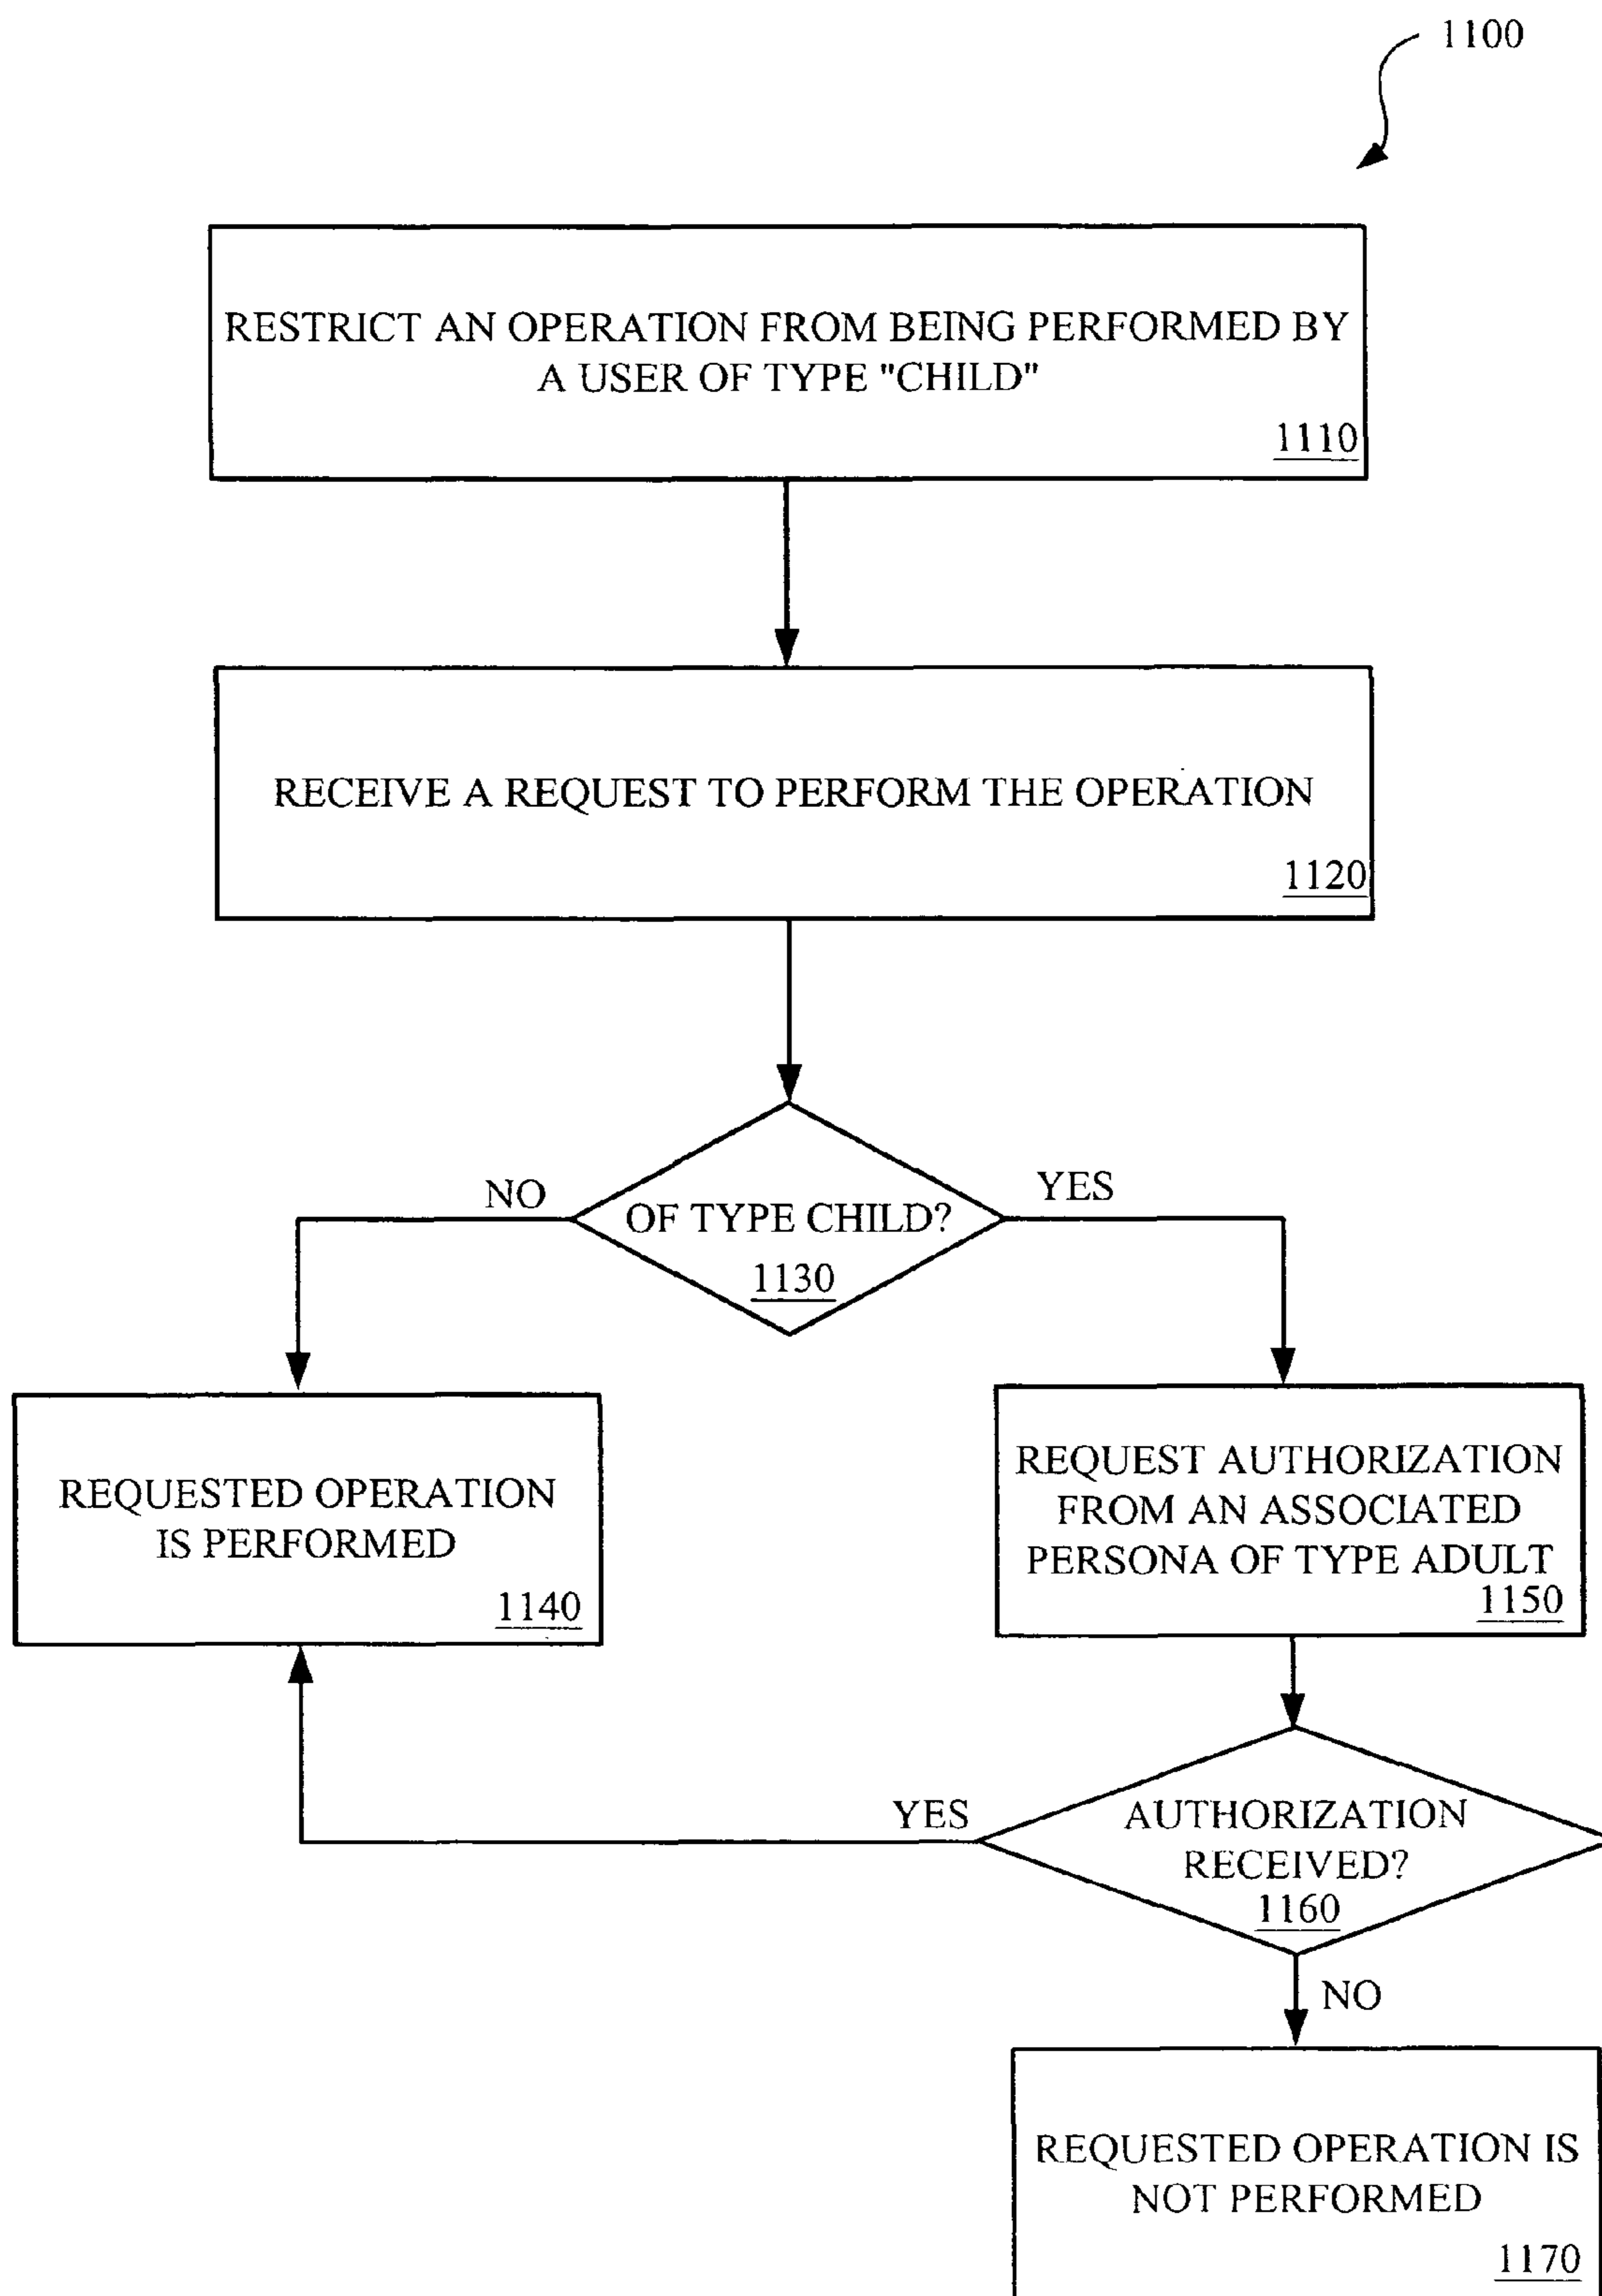 1100
RESTRICT AN OPERATION FROM BEING PERFORMED BY
A USER OF TYPE "CHILD"
1110
RECEIVE A REQUEST TO PERFORM THE OPERATION
1120
NO
YES
OF TYPE CHILD?
1130
REQUESTED OPERATION
IS PERFORMED
1140
REQUEST AUTHORIZATION
FROM AN ASSOCIATED
PERSONA OF TYPE ADULT
1150
YES
AUTHORIZATION
RECEIVED?
1160
NO
REQUESTED OPERATION IS
NOT PERFORMED
1170